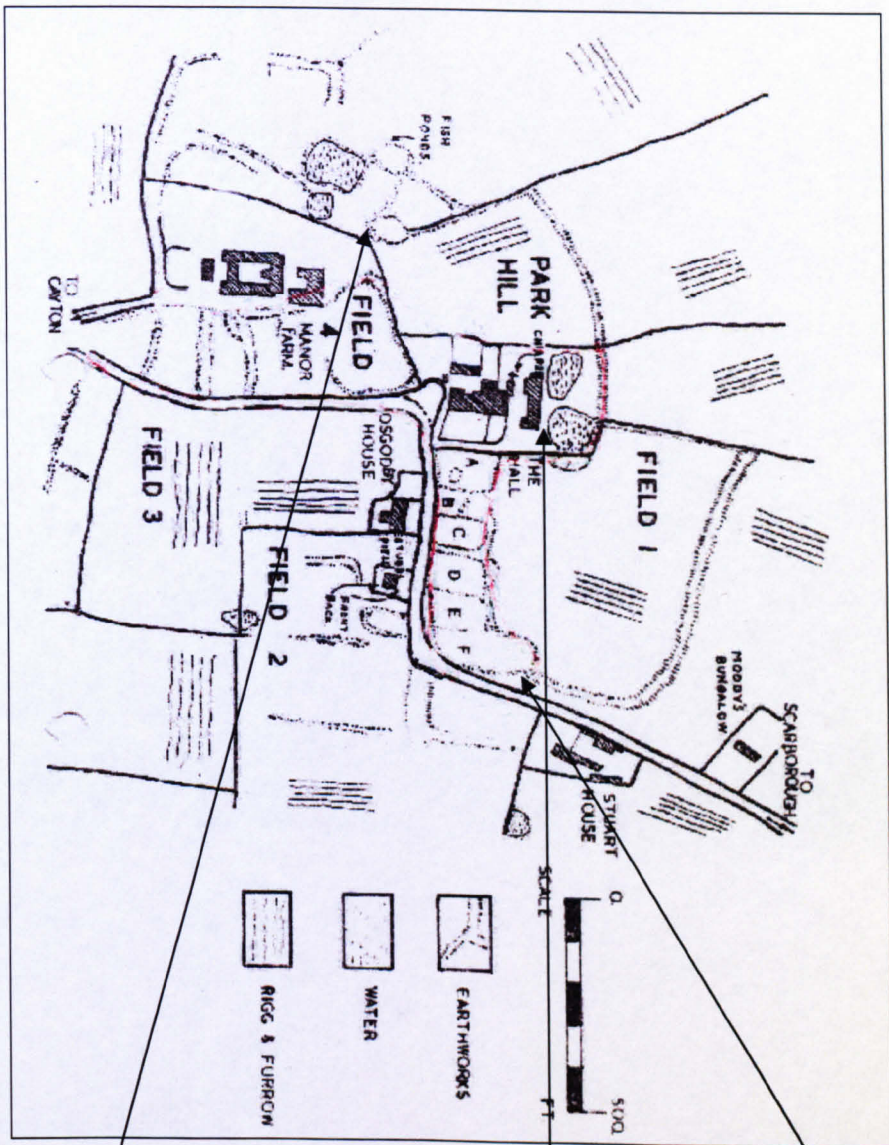 FISH
PONDS
PARK
HILL
CHAPEL
THE
HALL
FIELD 1
TO
CAYTON
MANOR
FARM
FIELD
4
OSGODBY
HOUSE
FIELD 3
FIELD
2
A
B
C
D
E
F
MOODY'S
BUNGALOW
TO
SCARBOROUGH
STUART
HOUSE
0
SCALE
500
FT.
EARTHWORKS
WATER
RIGG & FURROW